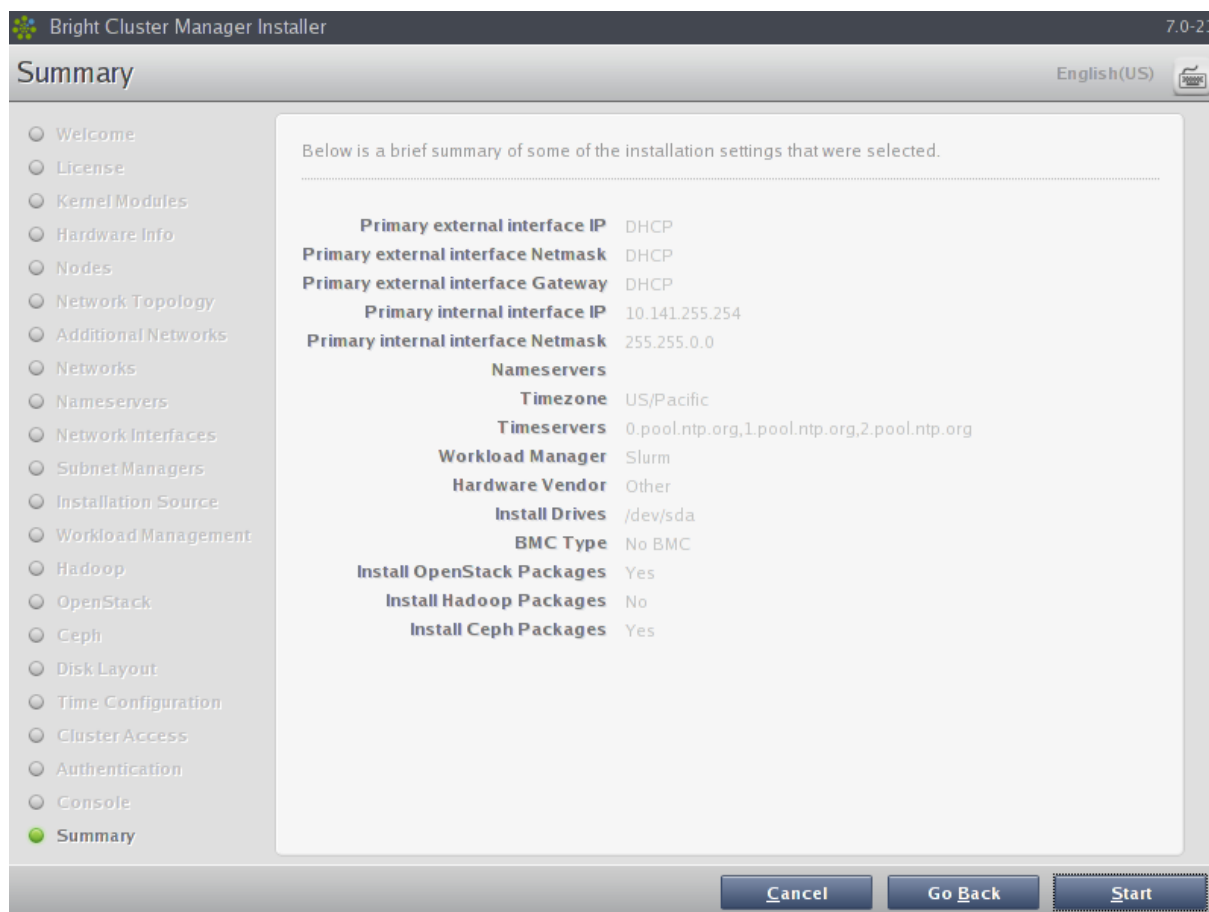 Bright Cluster Manager Installer 7.0-21
Summary English(US)
Welcome
License
Kernel Modules
Hardware Info
Nodes
Network Topology
Additional Networks
Networks
Nameservers
Network Interfaces
Subnet Managers
Installation Source
Workload Management
Hadoop
OpenStack
Ceph
Disk Layout
Time Configuration
Cluster Access
Authentication
Console
Summary
Below is a brief summary of some of the installation settings that were selected.
Primary external interface IP DHCP
Primary external interface Netmask DHCP
Primary external interface Gateway DHCP
Primary internal interface IP 10.141.255.254
Primary internal interface Netmask 255.255.0.0
Nameservers
Timezone US/Pacific
Timeservers 0.pool.ntp.org,1.pool.ntp.org,2.pool.ntp.org
Workload Manager Slurm
Hardware Vendor Other
Install Drives /dev/sda
BMC Type No BMC
Install OpenStack Packages Yes
Install Hadoop Packages No
Install Ceph Packages Yes
Cancel Go Back Start